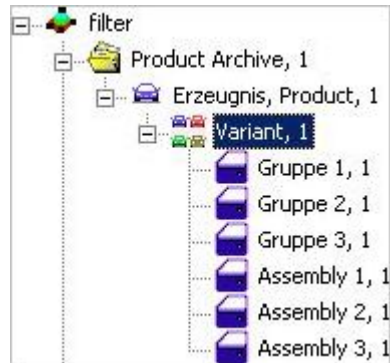 filter
Product Archive, 1
Erzeugnis, Product, 1
Variant, 1
Gruppe 1, 1
Gruppe 2, 1
Gruppe 3, 1
Assembly 1, 1
Assembly 2, 1
Assembly 3, 1